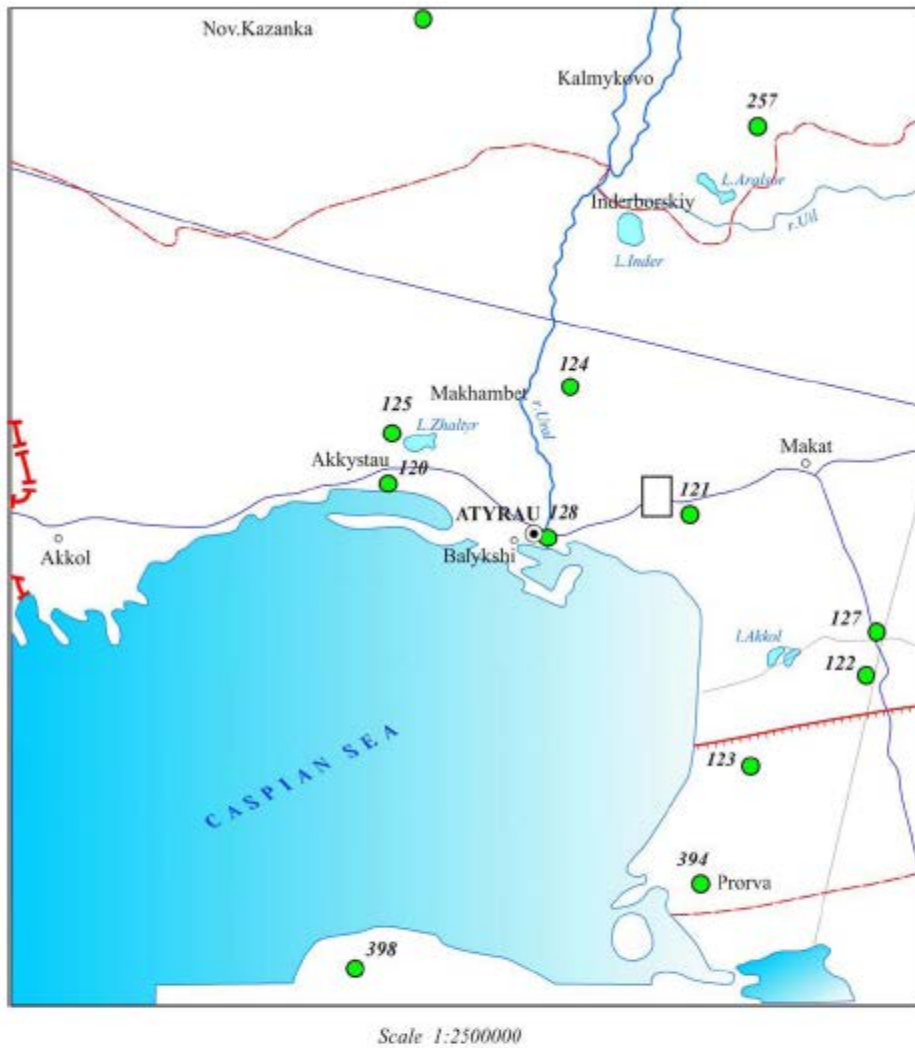 Nov.Kazanka
Kalmykovo
257
L.Aralsor
Inderborskiy
r.Uil
L.Inder
124
Makhambet
r.Ural
125
L.Zhaltyr
Makat
Akkystau
120
121
ATYRAU
128
Balykshi
Akkol
127
l.Akkol
122
CASPIAN SEA
123
394
Prorva
398
Scale 1:2500000